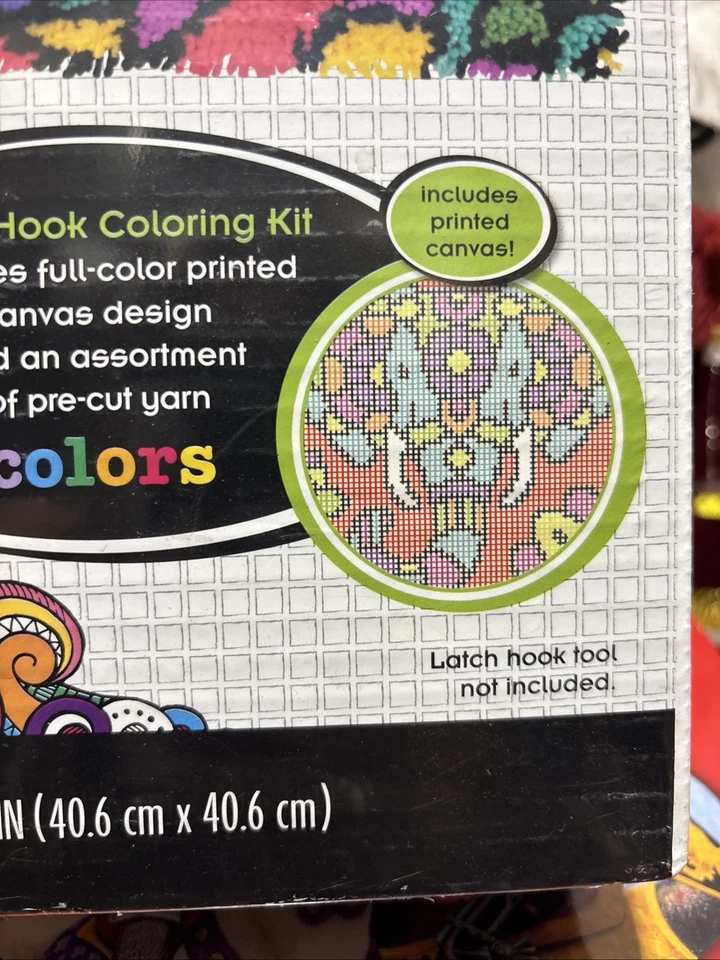 includes
printed
canvas!
Hook Coloring Kit
es full-color printed
anvas design
d an assortment
of pre-cut yarn
colors
Latch hook tool
not included.
IN (40.6 cm x 40.6 cm)